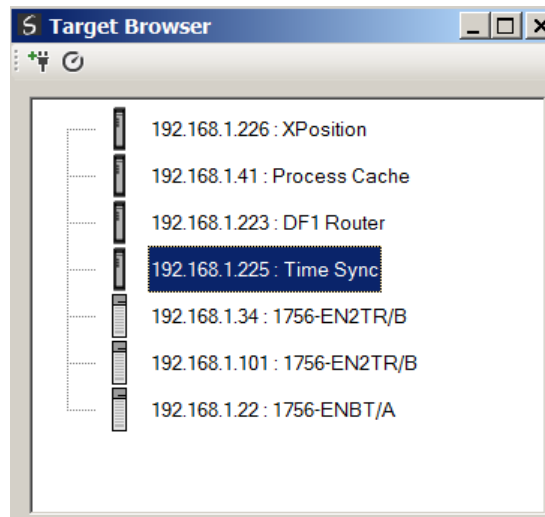 Target Browser
192.168.1.226 : XPosition
192.168.1.41 : Process Cache
192.168.1.223 : DF1 Router
192.168.1.225 : Time Sync
192.168.1.34 : 1756-EN2TR/B
192.168.1.101 : 1756-EN2TR/B
192.168.1.22 : 1756-ENBT/A